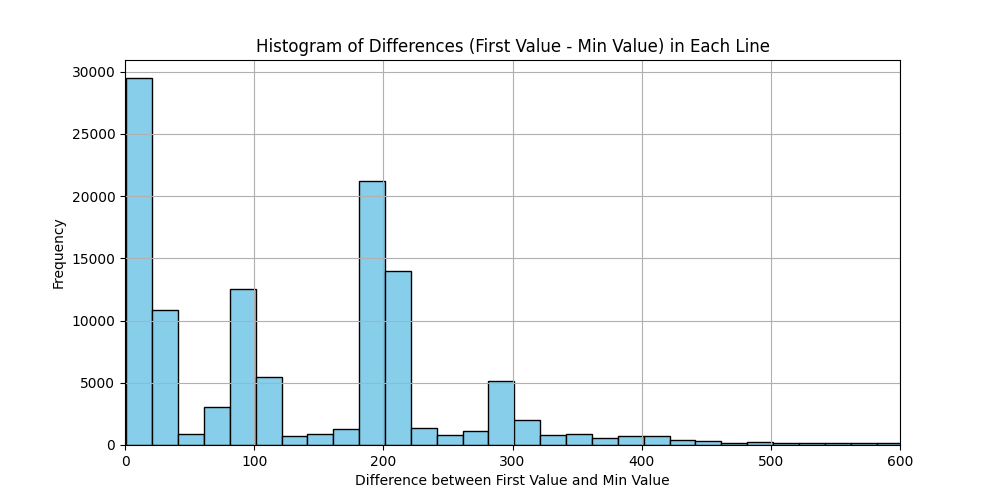 Histogram of Differences (First Value - Min Value) in Each Line
30000
25000
20000
15000
10000
5000
0
Frequency
0 100 200 300 400 500 600
Difference between First Value and Min Value